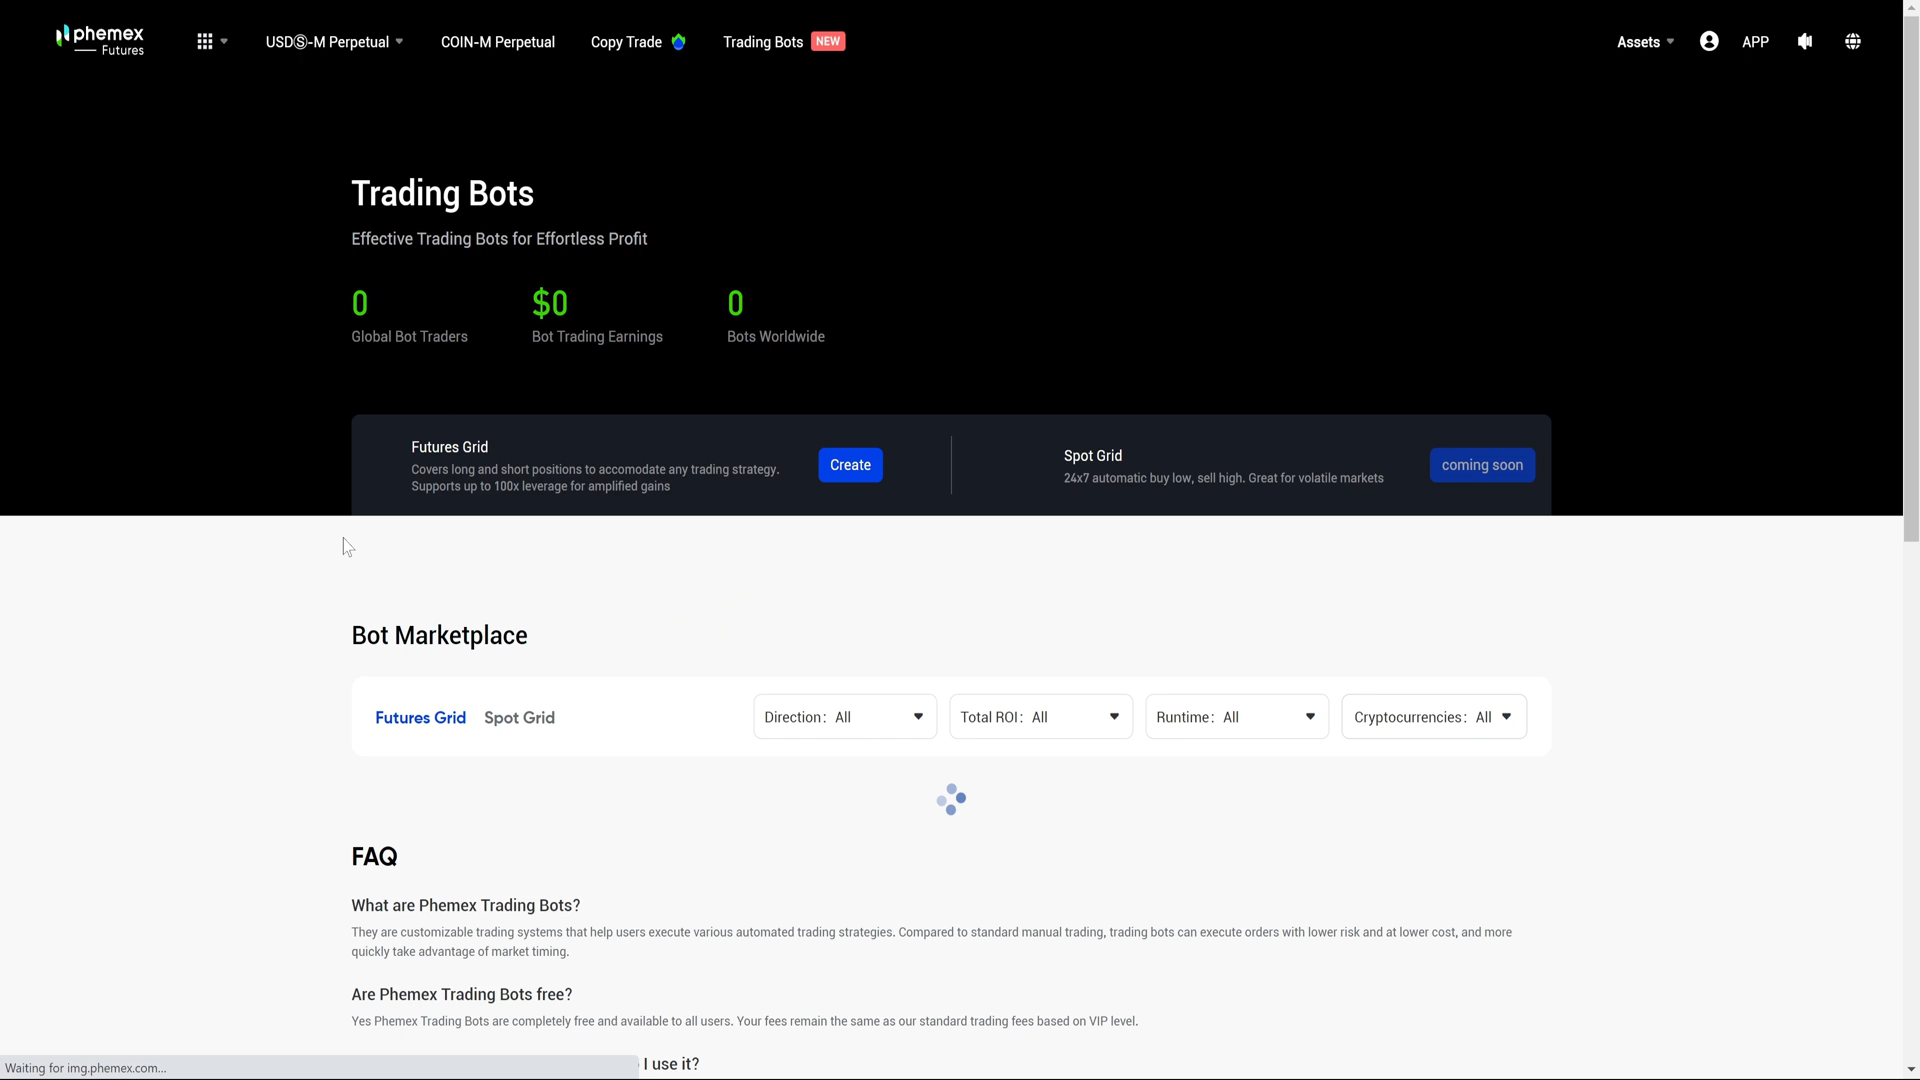 phemex
Futures
USDⓈ-M Perpetual
COIN-M Perpetual
Copy Trade
Trading Bots NEW
Assets
APP
Trading Bots
Effective Trading Bots for Effortless Profit
0
$0
0
Global Bot Traders
Bot Trading Earnings
Bots Worldwide
Futures Grid
Covers long and short positions to accomodate any trading strategy.
Supports up to 100x leverage for amplified gains
Create
Spot Grid
24x7 automatic buy low, sell high. Great for volatile markets
coming soon
Bot Marketplace
Futures Grid
Spot Grid
Direction: All
Total ROI: All
Runtime: All
Cryptocurrencies: All
FAQ
What are Phemex Trading Bots?
They are customizable trading systems that help users execute various automated trading strategies. Compared to standard manual trading, trading bots can execute orders with lower risk and at lower cost, and more
quickly take advantage of market timing.
Are Phemex Trading Bots free?
Yes Phemex Trading Bots are completely free and available to all users. Your fees remain the same as our standard trading fees based on VIP level.
I use it?
Waiting for img.phemex.com...